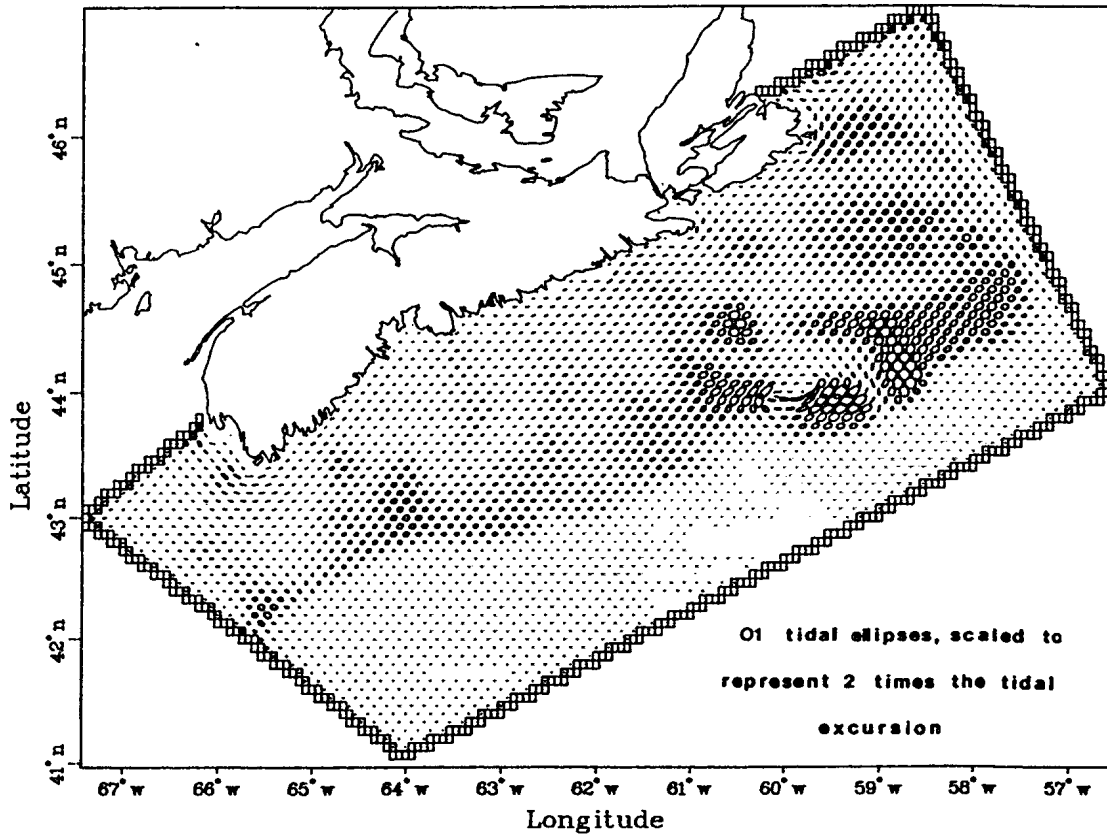 46°n
45°n
44°n
43°n
42°n
41°n
Latitude
O1 tidal ellipses, scaled to
represent 2 times the tidal
excursion
67°w 66°w 65°w 64°w 63°w 62°w 61°w 60°w 59°w 58°w 57°w
Longitude